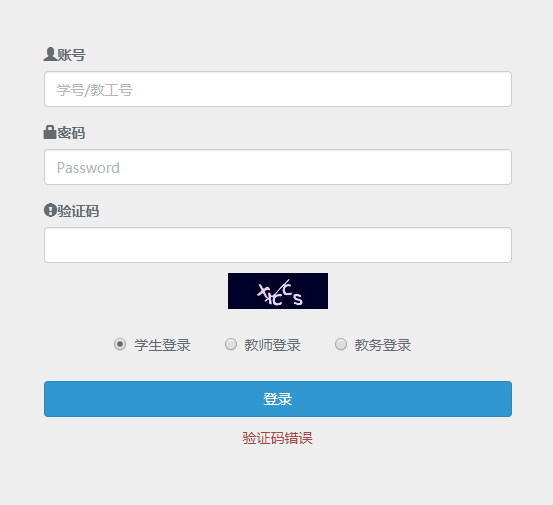 账号
学号/教工号
密码
Password
验证码
xiccs
学生登录 教师登录 教务登录
登录
验证码错误